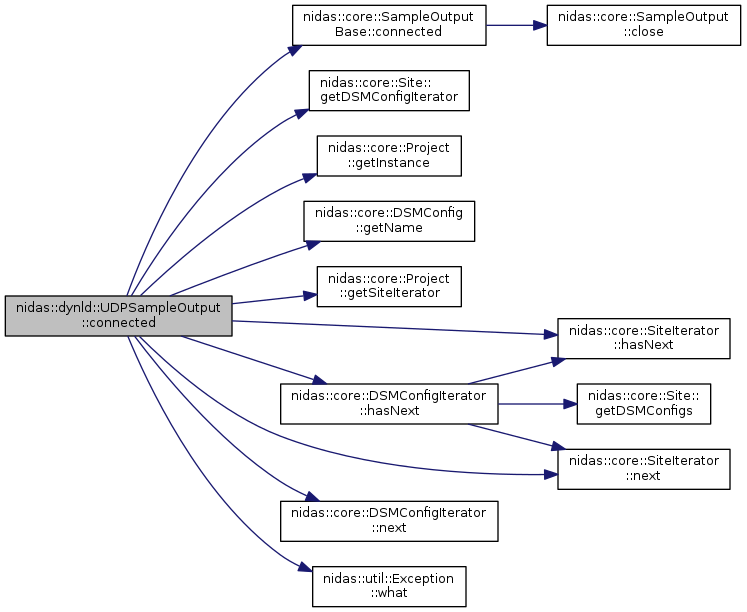 nidas::core::SampleOutput
Base::connected
nidas::core::SampleOutput
::close
nidas::core::Site::
getDSMConfigIterator
nidas::core::Project
::getInstance
nidas::core::DSMConfig
::getName
nidas::core::Project
::getSiteIterator
nidas::dynld::UDPSampleOutput
::connected
nidas::core::SiteIterator
::hasNext
nidas::core::DSMConfigIterator
::hasNext
nidas::core::Site::
getDSMConfigs
nidas::core::SiteIterator
::next
nidas::core::DSMConfigIterator
::next
nidas::util::Exception
::what